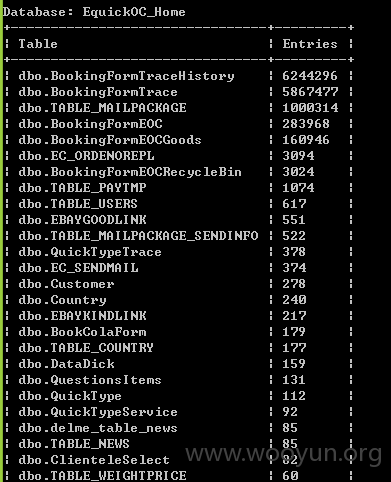 Database: EquickOC_Home
+--------------------------------+---------+
¦ Table ¦ Entries ¦
+--------------------------------+---------+
¦ dbo.BookingFormTraceHistory ¦ 6244296 ¦
¦ dbo.BookingFormTrace ¦ 5867477 ¦
¦ dbo.TABLE_MAILPACKAGE ¦ 1000314 ¦
¦ dbo.BookingFormEOC ¦ 283968 ¦
¦ dbo.BookingFormEOCGoods ¦ 160946 ¦
¦ dbo.EC_ORDENOREPL ¦ 3094 ¦
¦ dbo.BookingFormEOCRecycleBin ¦ 3024 ¦
¦ dbo.TABLE_PAYTMP ¦ 1074 ¦
¦ dbo.TABLE_USERS ¦ 617 ¦
¦ dbo.EBAYGOODLINK ¦ 551 ¦
¦ dbo.TABLE_MAILPACKAGE_SENDINFO ¦ 522 ¦
¦ dbo.QuickTypeTrace ¦ 378 ¦
¦ dbo.EC_SENDMAIL ¦ 374 ¦
¦ dbo.Customer ¦ 278 ¦
¦ dbo.Country ¦ 240 ¦
¦ dbo.EBAYKINDLINK ¦ 217 ¦
¦ dbo.BookColaForm ¦ 179 ¦
¦ dbo.TABLE_COUNTRY ¦ 177 ¦
¦ dbo.DataDick ¦ 159 ¦
¦ dbo.QuestionsItems ¦ 131 ¦
¦ dbo.QuickType ¦ 112 ¦
¦ dbo.QuickTypeService ¦ 92 ¦
¦ dbo.delme_table_news ¦ 85 ¦
¦ dbo.TABLE_NEWS ¦ 85 ¦
¦ dbo.ClienteleSelect ¦ 82 ¦
¦ dbo.TABLE_WEIGHTPRICE ¦ 60 ¦
www.wooyun.org